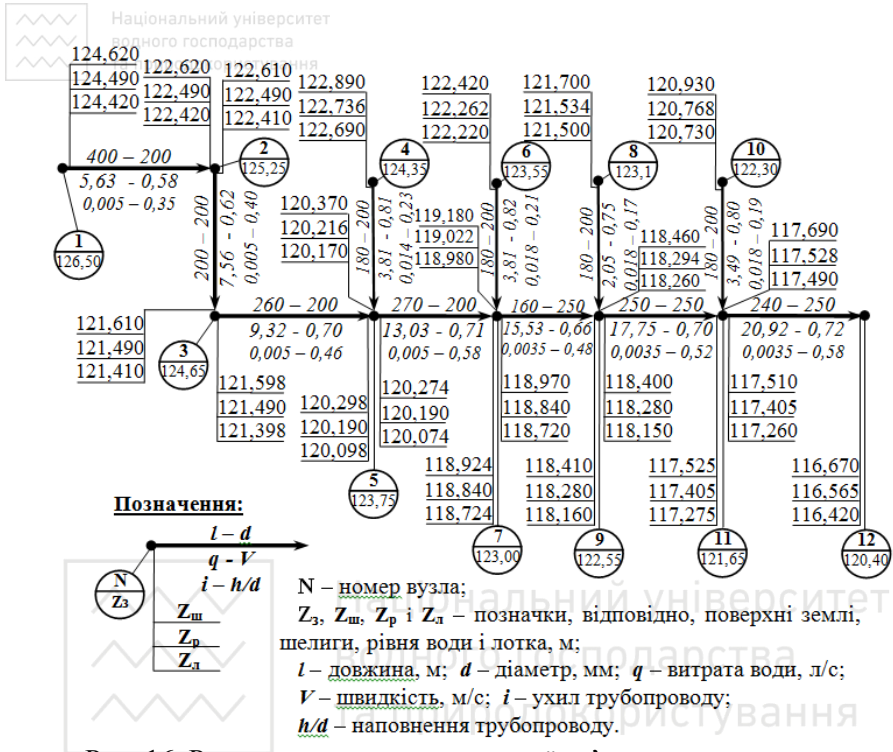 Національний університет
водного господарства
та природокористування
124,620
124,490
124,420
122,620
122,490
122,420
122,610
122,490
122,410
122,890
122,736
122,690
122,420
122,262
122,220
121,700
121,534
121,500
120,930
120,768
120,730
400 – 200
5,63 - 0,58
0,005 – 0,35
1
126,50
2
125,25
4
124,35
6
123,55
8
123,1
10
122,30
200 – 200
7,56 - 0,62
0,005 – 0,40
120,370
120,216
120,170
180 – 200
3,81 - 0,81
0,014 – 0,23
119,180
119,022
118,980
180 – 200
3,81 - 0,82
0,018 – 0,21
180 – 200
2,05 - 0,75
0,018 – 0,17
118,460
118,294
118,260
180 – 200
3,49 - 0,80
0,018 – 0,19
117,690
117,528
117,490
121,610
121,490
121,410
3
124,65
260 – 200
9,32 - 0,70
0,005 – 0,46
270 – 200
13,03 - 0,71
0,005 – 0,58
160 – 250
15,53 - 0,66
0,0035 – 0,48
250 – 250
17,75 - 0,70
0,0035 – 0,52
240 – 250
20,92 - 0,72
0,0035 – 0,58
121,598
121,490
121,398
120,298
120,190
120,098
120,274
120,190
120,074
118,970
118,840
118,720
118,400
118,280
118,150
117,510
117,405
117,260
118,924
118,840
118,724
118,410
118,280
118,160
117,525
117,405
117,275
116,670
116,565
116,420
5
123,75
7
123,00
9
122,55
11
121,65
12
120,40
Позначення:
l – d
q - V
i – h/d
N
Zз
Zш
Zр
Zл
N – номер вузла;
Zз, Zш, Zр і Zл – позначки, відповідно, поверхні землі,
шелиги, рівня води і лотка, м;
l – довжина, м; d – діаметр, мм; q – витрата води, л/с;
V – швидкість, м/с; i – ухил трубопроводу;
h/d – наповнення трубопроводу.
Національний університет
водного господарства
та природокористування